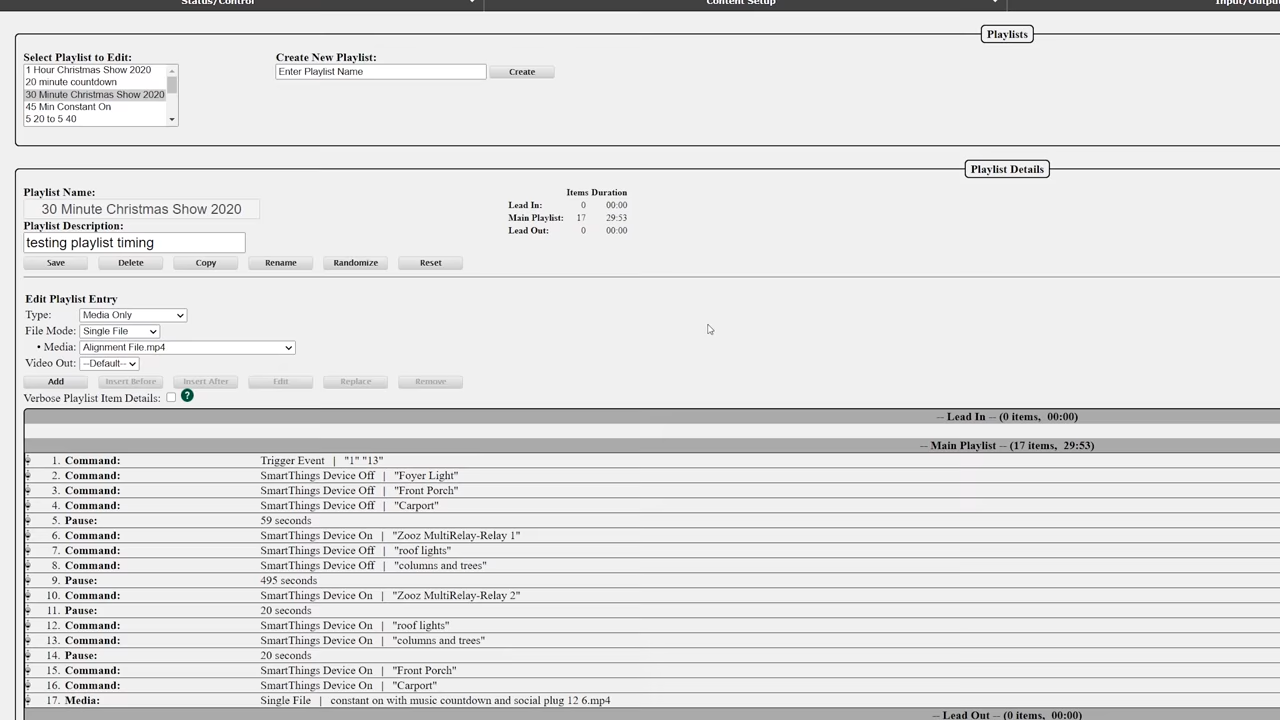 Status/Control Content Setup Input/Outpu
Playlists
Select Playlist to Edit: Create New Playlist:
1 Hour Christmas Show 2020 Enter Playlist Name Create
20 minute countdown
30 Minute Christmas Show 2020
45 Min Constant On
5 20 to 5 40
Playlist Details
Playlist Name: Items Duration
Lead In: 0 00:00
30 Minute Christmas Show 2020 Main Playlist: 17 29:53
Playlist Description: Lead Out: 0 00:00
testing playlist timing
Save Delete Copy Rename Randomize Reset
Edit Playlist Entry
Type: Media Only
File Mode: Single File
• Media: Alignment File.mp4
Video Out: --Default--
Add Insert Before Insert After Edit Replace Remove
Verbose Playlist Item Details: ?
-- Lead In -- (0 items, 00:00)
-- Main Playlist -- (17 items, 29:53)
1. Command: Trigger Event | "1" "13"
2. Command: SmartThings Device Off | "Foyer Light"
3. Command: SmartThings Device Off | "Front Porch"
4. Command: SmartThings Device Off | "Carport"
5. Pause: 59 seconds
6. Command: SmartThings Device On | "Zooz MultiRelay-Relay 1"
7. Command: SmartThings Device Off | "roof lights"
8. Command: SmartThings Device Off | "columns and trees"
9. Pause: 495 seconds
10. Command: SmartThings Device On | "Zooz MultiRelay-Relay 2"
11. Pause: 20 seconds
12. Command: SmartThings Device On | "roof lights"
13. Command: SmartThings Device On | "columns and trees"
14. Pause: 20 seconds
15. Command: SmartThings Device On | "Front Porch"
16. Command: SmartThings Device On | "Carport"
17. Media: Single File | constant on with music countdown and social plug 12 6.mp4
-- Lead Out -- (0 items, 00:00)